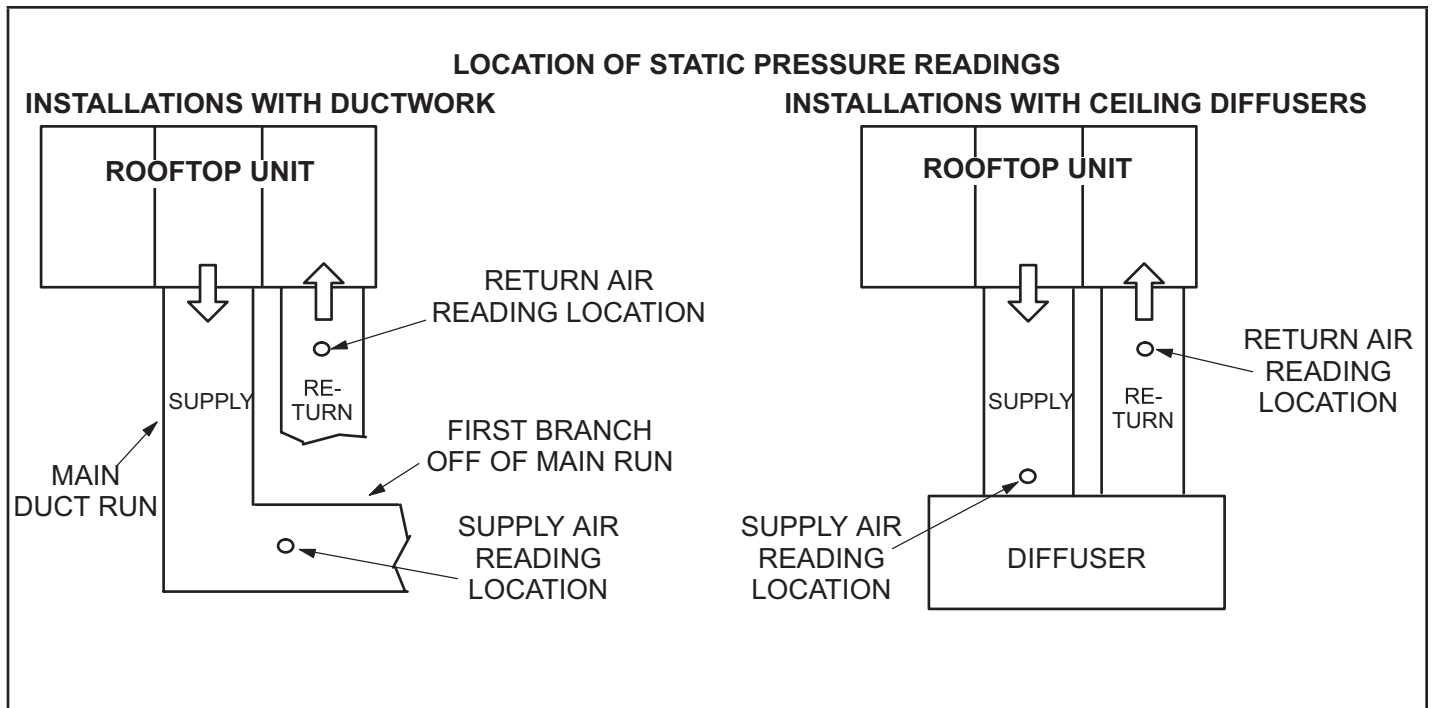 LOCATION OF STATIC PRESSURE READINGS
INSTALLATIONS WITH DUCTWORK
ROOFTOP UNIT
RETURN AIR
READING LOCATION
SUPPLY
RE-
TURN
FIRST BRANCH
OFF OF MAIN RUN
MAIN
DUCT RUN
SUPPLY AIR
READING
LOCATION
INSTALLATIONS WITH CEILING DIFFUSERS
ROOFTOP UNIT
RETURN AIR
READING
LOCATION
SUPPLY
RE-
TURN
SUPPLY AIR
READING
LOCATION
DIFFUSER